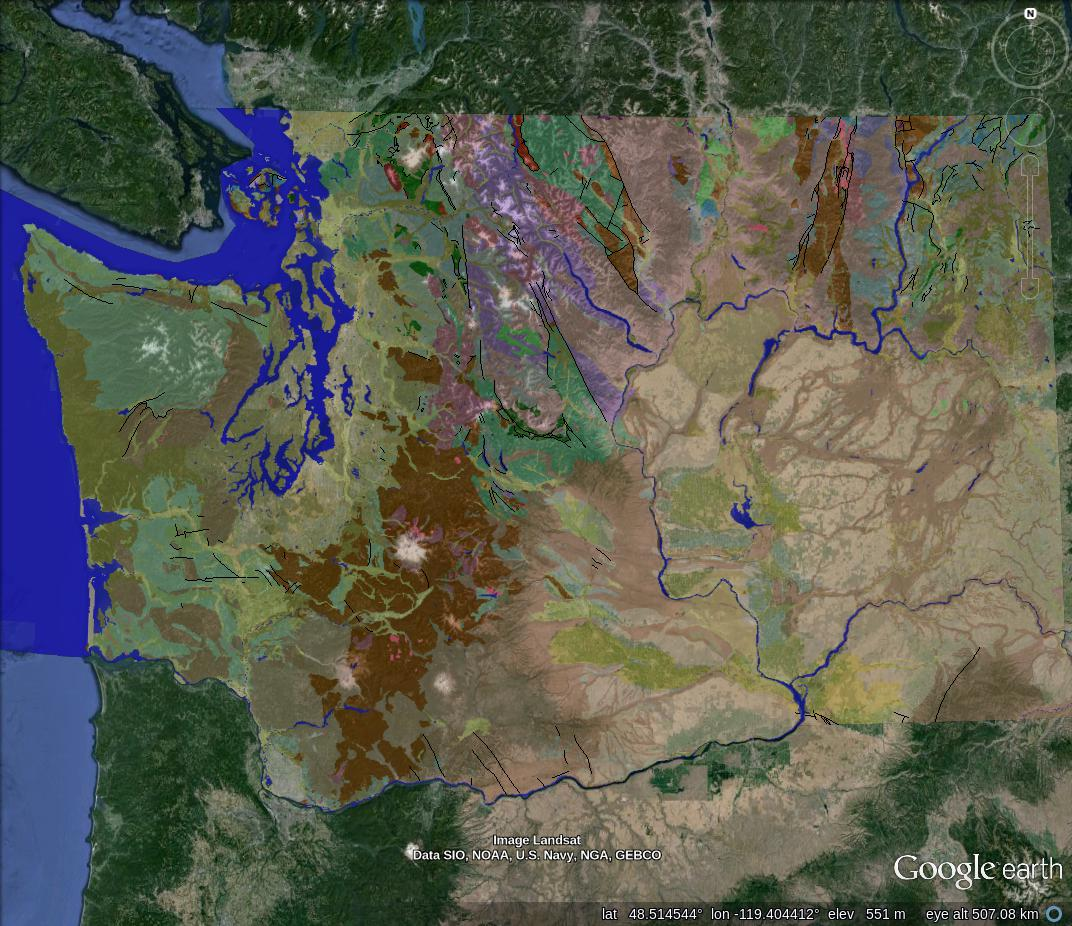 N
Image Landsat
Data SIO, NOAA, U.S. Navy, NGA, GEBCO
Google earth
lat 48.514544° lon -119.404412° elev 551 m eye alt 507.08 km